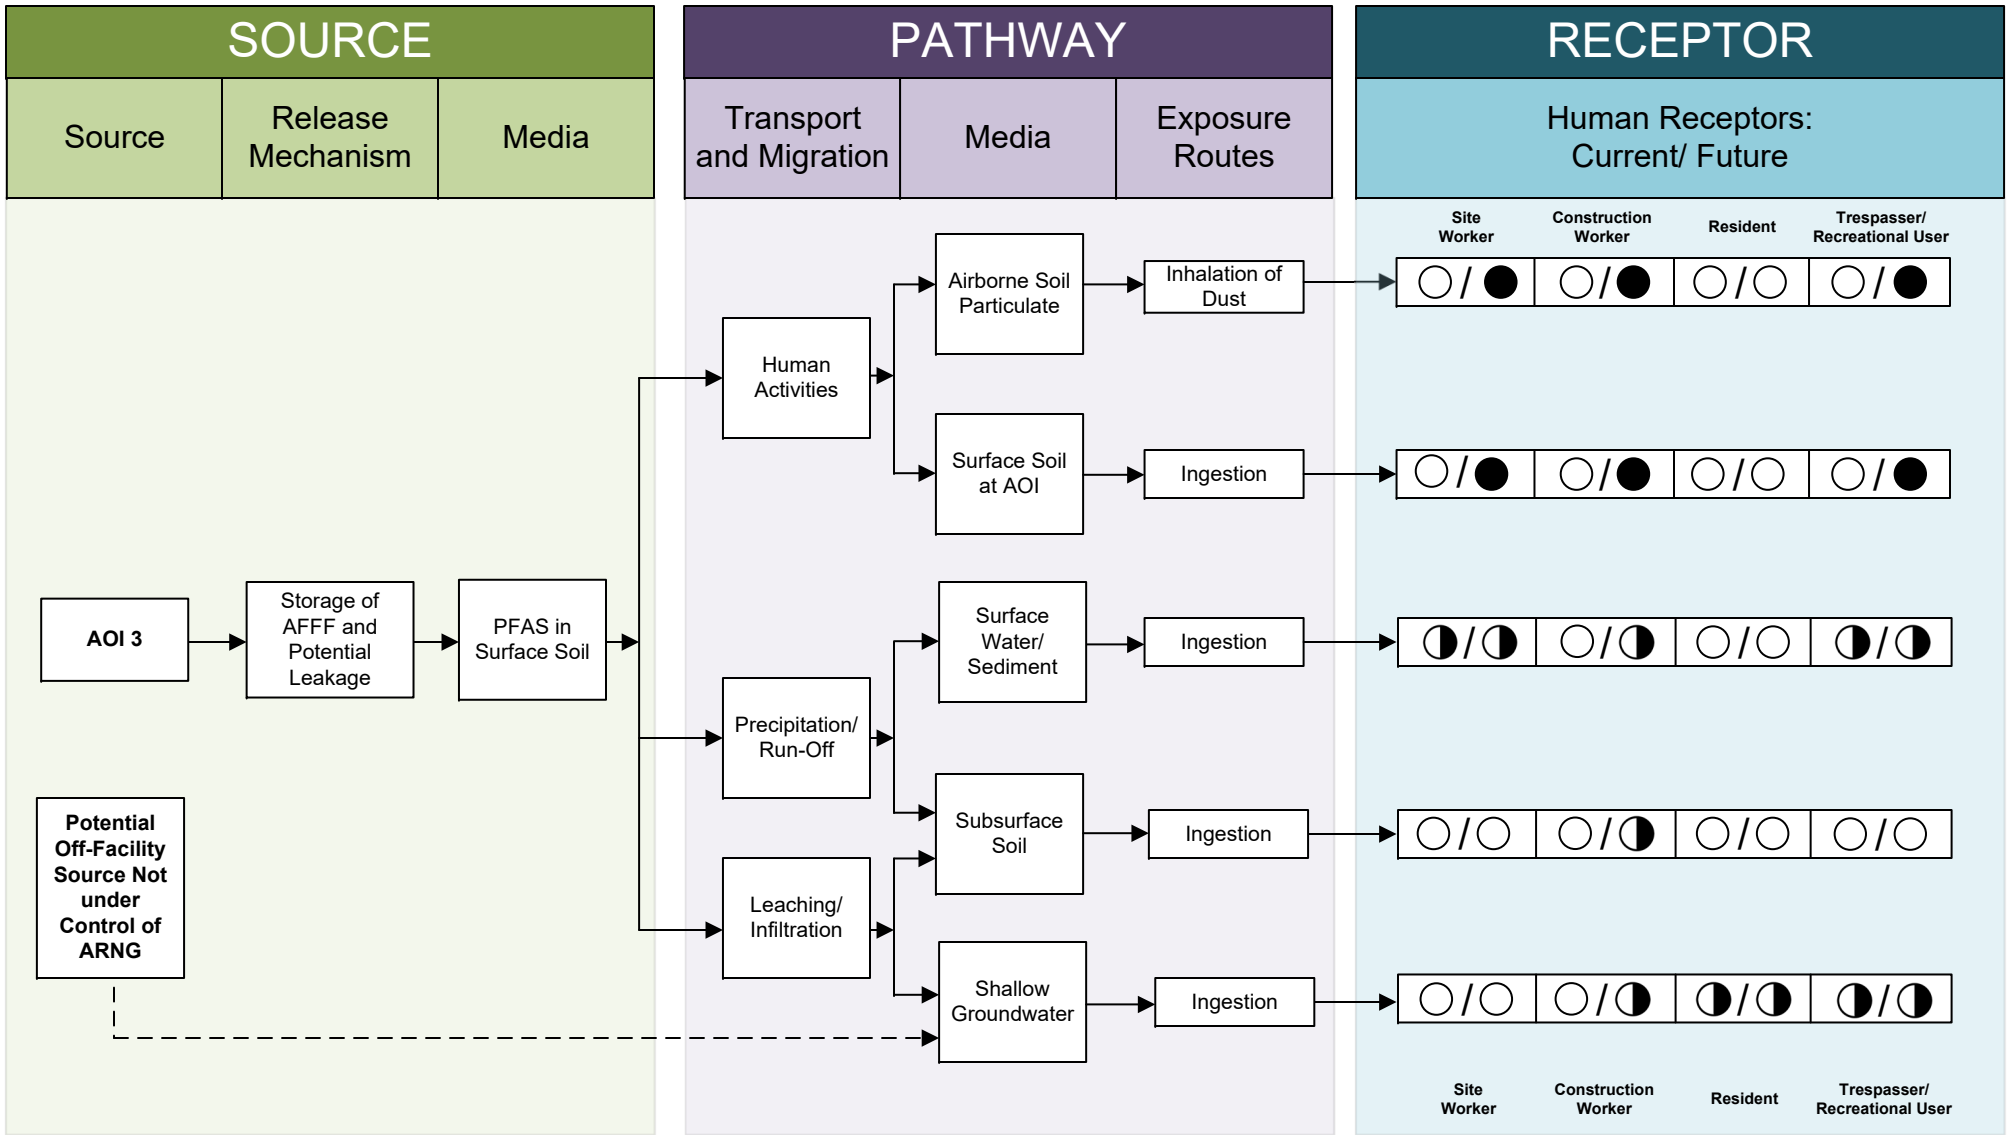 SOURCE
PATHWAY
RECEPTOR
Source
Release
Mechanism
Media
Transport
and Migration
Media
Exposure
Routes
Human Receptors:
Current/ Future
Site
Worker
Construction
Worker
Resident
Trespasser/
Recreational User
Airborne Soil
Particulate
Inhalation of
Dust
/
/
/
/
Human
Activities
Surface Soil
at AOI
Ingestion
/
/
/
/
AOI 3
Storage of
AFFF and
Potential
Leakage
PFAS in
Surface Soil
Surface
Water/
Sediment
Ingestion
/
/
/
/
Precipitation/
Run-Off
Potential
Off-Facility
Source Not
under
Control of
ARNG
Subsurface
Soil
Ingestion
/
/
/
/
Leaching/
Infiltration
Shallow
Groundwater
Ingestion
/
/
/
/
Site
Worker
Construction
Worker
Resident
Trespasser/
Recreational User